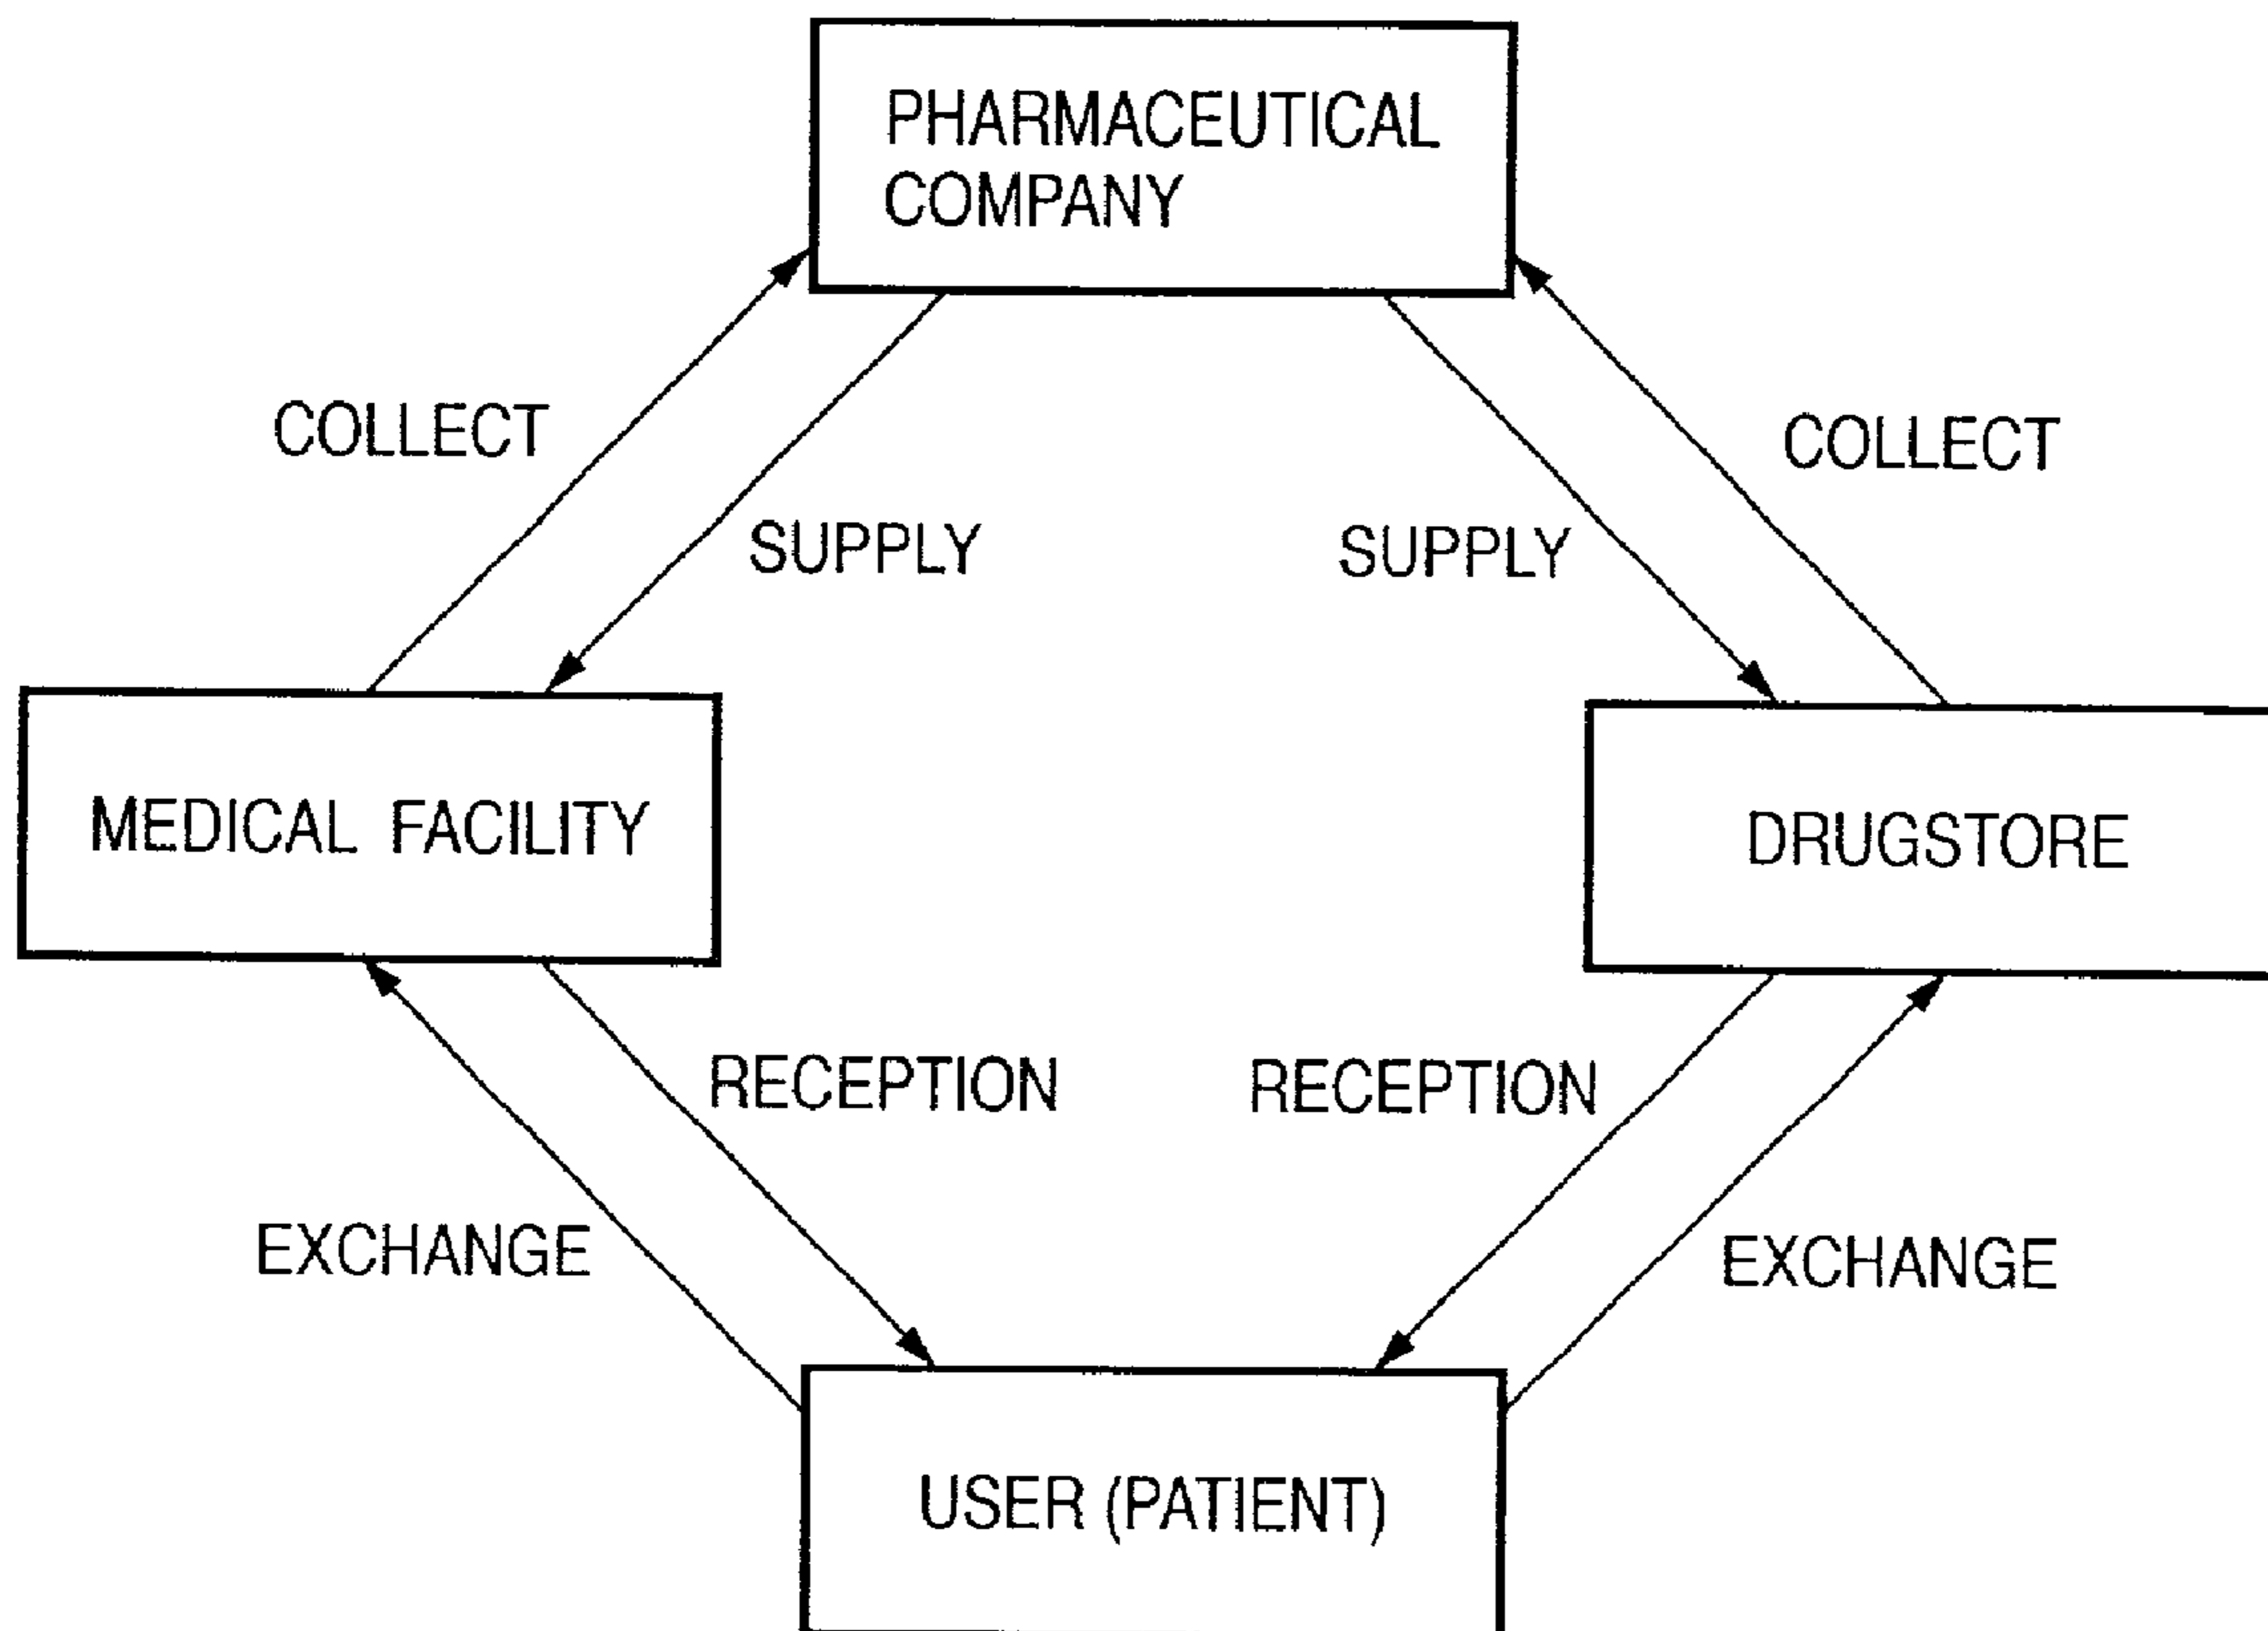 PHARMACEUTICAL
COMPANY
COLLECT
COLLECT
SUPPLY
SUPPLY
MEDICAL FACILITY
DRUGSTORE
RECEPTION
RECEPTION
EXCHANGE
EXCHANGE
USER (PATIENT)